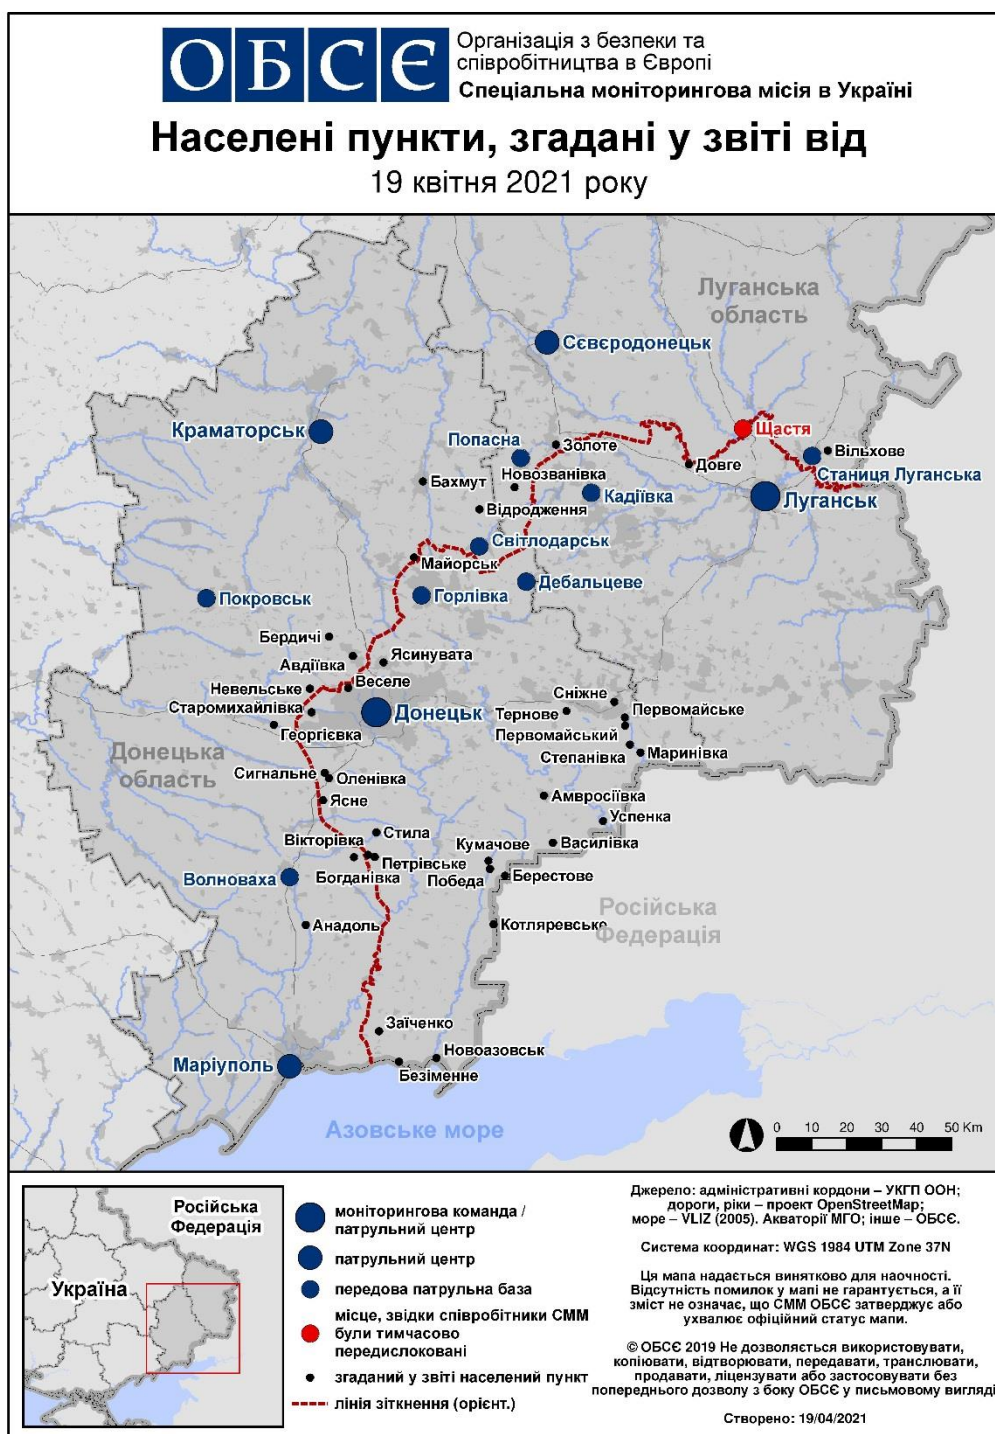 ОБСЄ
Організація з безпеки та
співробітництва в Європі
Спеціальна моніторингова місія в Україні
Населені пункти, згадані у звіті від
19 квітня 2021 року
Луганська
область
Сєвєродонецьк
Краматорськ
Щастя
Попасна
Золоте
Вільхове
Довге
Станиця Луганська
Новозванівка
Бахмут
Кадіївка
Луганськ
Відродження
Світлодарськ
Майорськ
Дебальцеве
Горлівка
Покровськ
Бердичі
Авдіївка
Ясинувата
Невельське
Веселе
Сніжне
Старомихайлівка
Донецьк
Тернове
Первомайське
Георгієвка
Первомайський
Донецька
область
Степанівка
Маринівка
Сигнальне
Оленівка
Ясне
Амвросіївка
Успенка
Стила
Вікторівка
Кумачове
Василівка
Петрівське
Богданівка
Победа
Берестове
Волноваха
Російська
Федерація
Анадоль
Котляревське
Заїченко
Новоазовськ
Маріуполь
Безіменне
Азовське море
0 10 20 30 40 50 Km
Російська
Федерація
Україна
моніторингова команда /
патрульний центр
патрульний центр
передова патрульна база
місце, звідки співробітники СММ
були тимчасово
передислоковані
згаданий у звіті населений пункт
лінія зіткнення (орієнт.)
Джерело: адміністративні кордони – УКГП ООН;
дороги, ріки – проект OpenStreetMap;
море – VLIZ (2005). Акваторії МГО; інше – ОБСЄ.
Система координат: WGS 1984 UTM Zone 37N
Ця мапа надається винятково для наочності.
Відсутність помилок у мапі не гарантується, а її
зміст не означає, що СММ ОБСЄ затверджує або
ухвалює офіційний статус мапи.
© ОБСЄ 2019 Не дозволяється використовувати,
копіювати, відтворювати, передавати, транслювати,
продавати, ліцензувати або застосовувати без
попереднього дозволу з боку ОБСЄ у письмовому вигляді
Створено: 19/04/2021